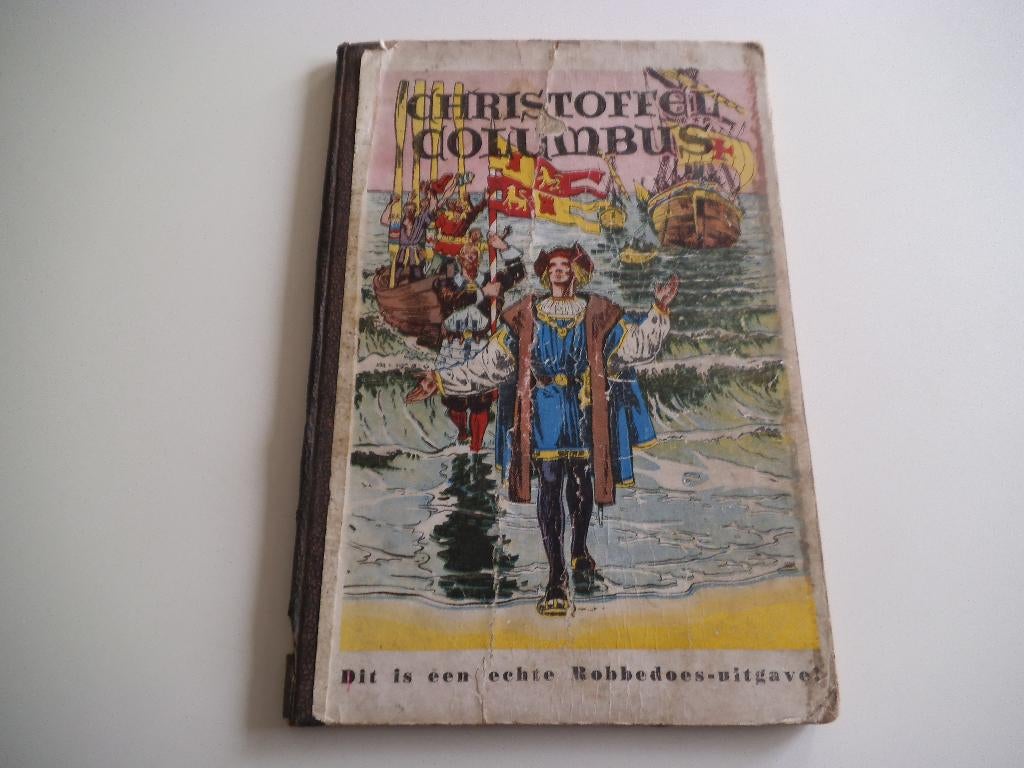 CHRISTOFFEL
COLUMBUS
Dit is een echte Robbedoes-uitgave!